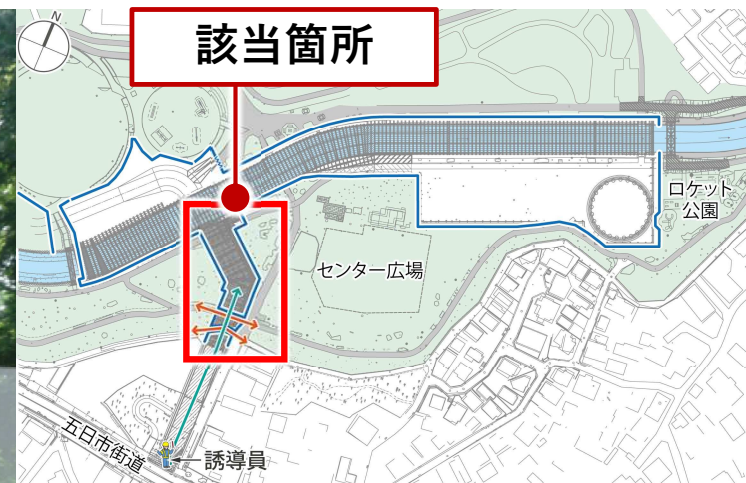 N
該当箇所
ロケット
公園
センター広場
五日市街道
誘導員